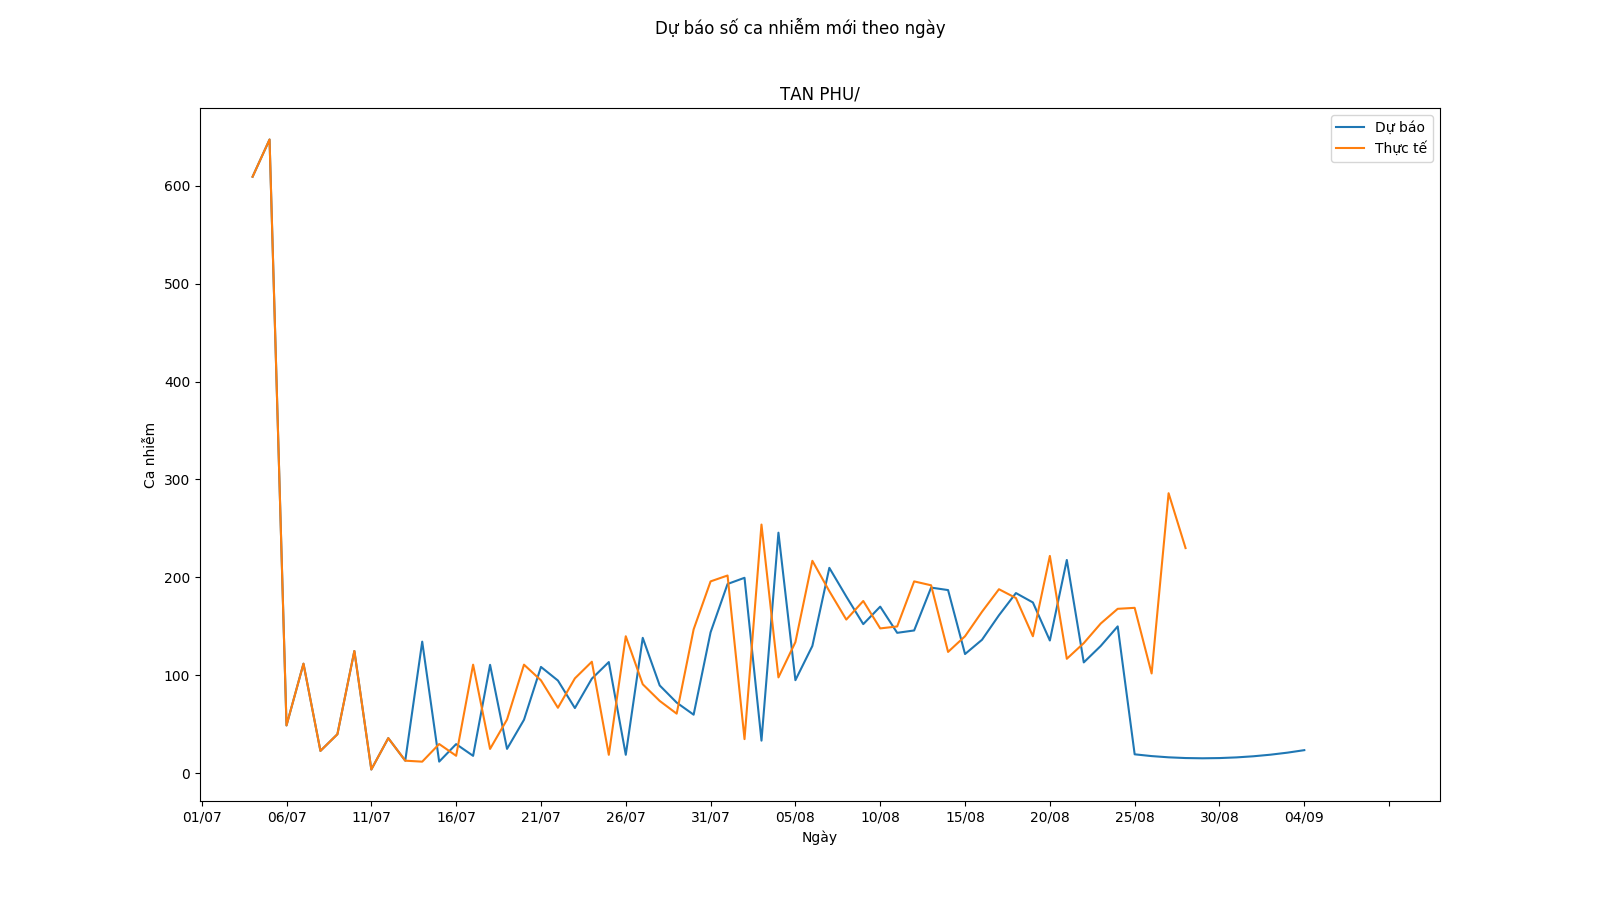 Dự báo số ca nhiễm mới theo ngày
TAN PHU/
Dự báo
Thực tế
600
500
400
300
200
100
0
Ca nhiễm
01/07 06/07 11/07 16/07 21/07 26/07 31/07 05/08 10/08 15/08 20/08 25/08 30/08 04/09
Ngày